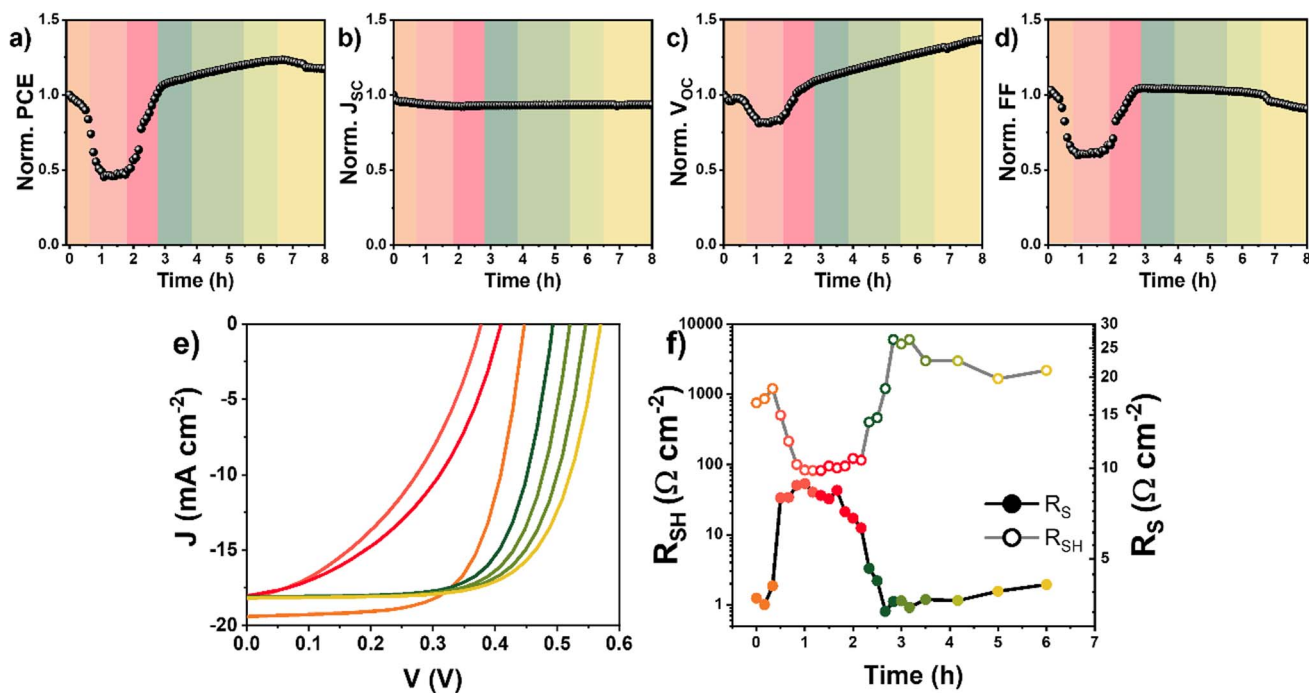 a)
1.5
1.0
0.5
0.0
Norm. PCE
0 1 2 3 4 5 6 7 8
Time (h)
b)
1.5
1.0
0.5
0.0
Norm. JSC
0 1 2 3 4 5 6 7 8
Time (h)
c)
1.5
1.0
0.5
0.0
Norm. VOC
0 1 2 3 4 5 6 7 8
Time (h)
d)
1.5
1.0
0.5
0.0
Norm. FF
0 1 2 3 4 5 6 7 8
Time (h)
e)
0
-5
-10
-15
-20
J (mA cm-2)
0.0 0.1 0.2 0.3 0.4 0.5 0.6
V (V)
f)
10000
1000
100
10
1
RSH (Ω cm-2)
RS
RSH
30
25
20
15
10
5
RS (Ω cm-2)
0 1 2 3 4 5 6 7
Time (h)